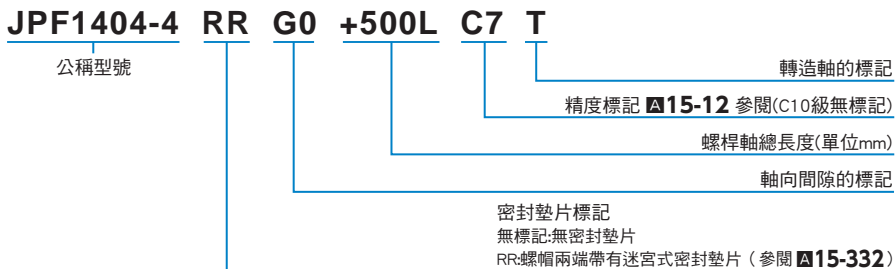 JPF1404-4 RR G0 +500L C7 T
公稱型號
轉造軸的標記
精度標記 A15-12 參閱(C10級無標記)
螺桿軸總長度(單位mm)
軸向間隙的標記
密封墊片標記
無標記:無密封墊片
RR:螺帽兩端帶有迷宮式密封墊片（參閱 A15-332）